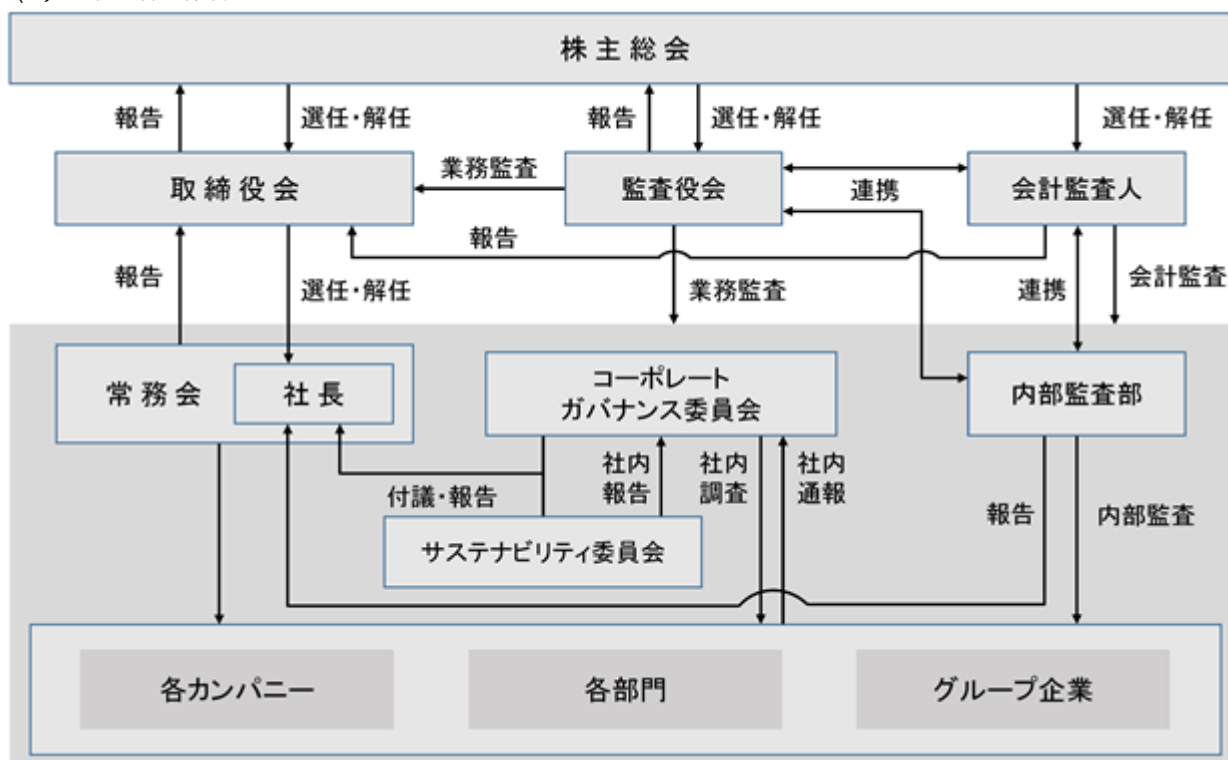 株主総会
報告
選任・解任
報告
選任・解任
選任・解任
取締役会
業務監査
監査役会
連携
会計監査人
報告
報告
選任・解任
業務監査
連携
会計監査
常務会
社長
コーポレート
ガバナンス委員会
内部監査部
付議・報告
社内
報告
社内
調査
社内
通報
報告
内部監査
サステナビリティ委員会
各カンパニー
各部門
グループ企業